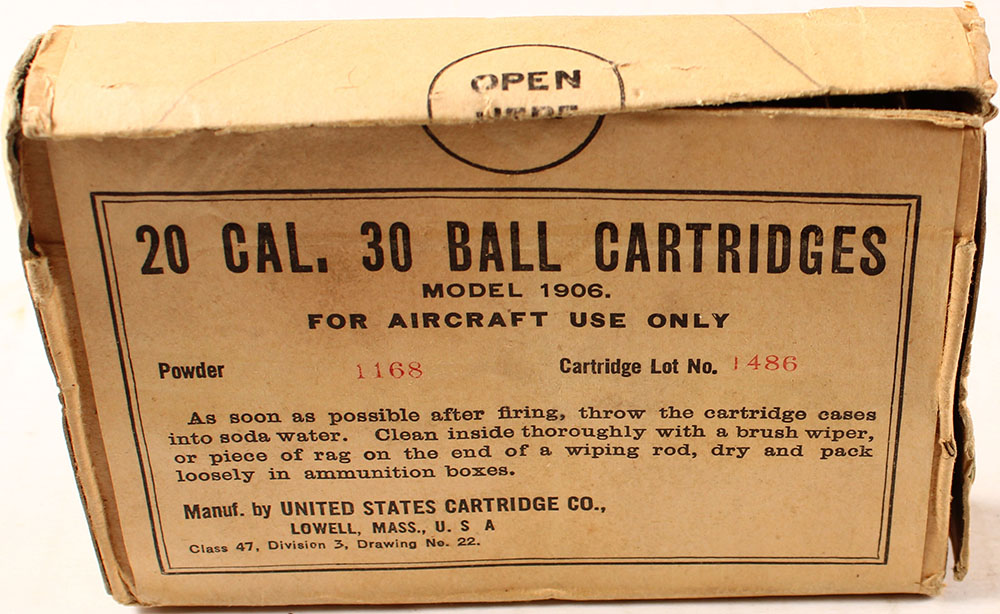 OPEN
HERE
20 CAL. 30 BALL CARTRIDGES
MODEL 1906.
FOR AIRCRAFT USE ONLY
Powder 1168 Cartridge Lot No. 1486
As soon as possible after firing, throw the cartridge cases
into soda water. Clean inside thoroughly with a brush wiper,
or piece of rag on the end of a wiping rod, dry and pack
loosely in ammunition boxes.
Manuf. by UNITED STATES CARTRIDGE CO.,
LOWELL, MASS., U. S A
Class 47, Division 3, Drawing No. 22.